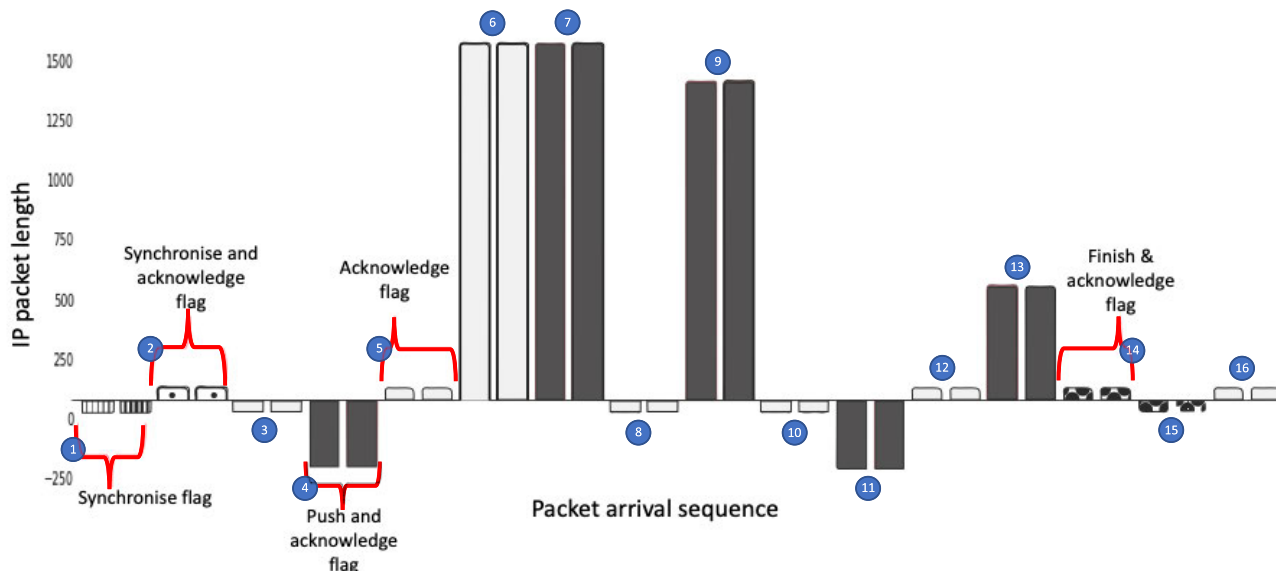 6
7
9
1500
1250
1000
750
500
250
0
−250
IP packet length
Synchronise and
acknowledge
flag
Acknowledge
flag
Finish &
acknowledge
flag
13
2
5
14
12
16
1
3
8
10
15
4
11
Synchronise flag
Push and
acknowledge
flag
Packet arrival sequence